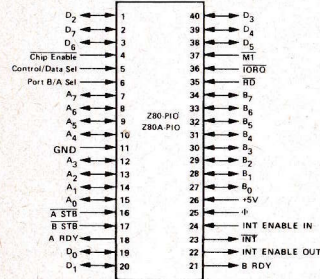 D2 1 40 D3
D7 2 39 D4
D6 3 38 D5
Chip Enable 4 37 M1
Control/Data Sel 5 36 IORQ
Port B/A Sel 6 35 RD
A7 7 34 B7
A6 8 33 B6
A5 9 32 B5
A4 10 31 B4
GND 11 30 B3
A3 12 29 B2
A2 13 28 B1
A1 14 27 B0
A0 15 26 +5V
A STB 16 25 Φ
B STB 17 24 INT ENABLE IN
A RDY 18 23 INT
D0 19 22 INT ENABLE OUT
D1 20 21 B RDY
Z80-PIO
Z80A-PIO